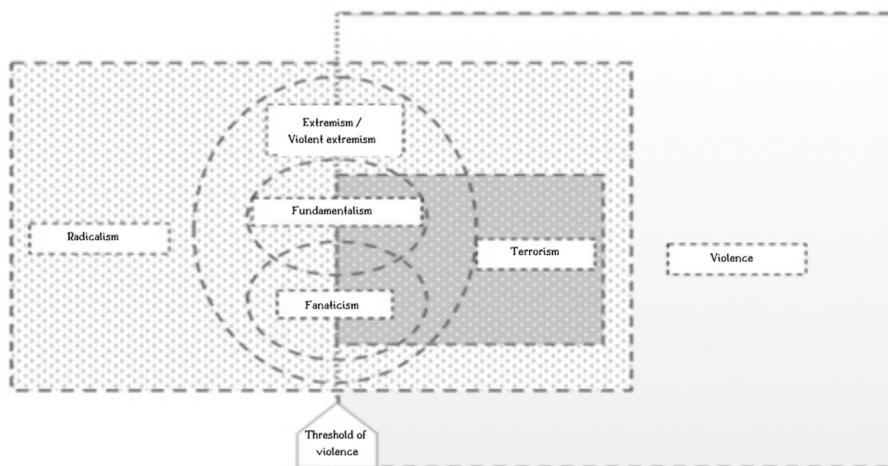 Extremism /
Violent extremism
Fundamentalism
Radicalism
Terrorism
Violence
Fanaticism
Threshold of
violence